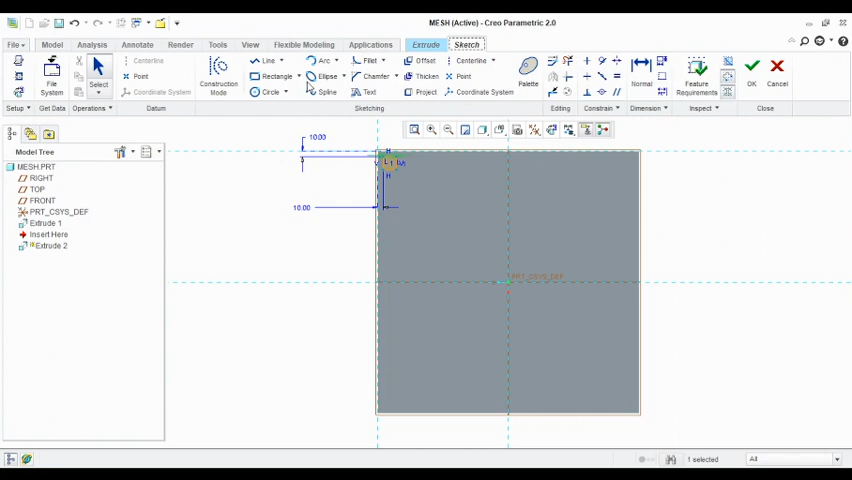 MESH (Active) - Creo Parametric 2.0
File Model Analysis Annotate Render Tools View Flexible Modeling Applications Extrude Sketch
Line Arc Fillet Offset Centerline
Centerline
Rectangle Ellipse Chamfer Thicken Point
Point
Circle Spline Text Project Coordinate System
Coordinate System
File System Select Construction Mode Palette Normal Feature Requirements OK Cancel
Setup Get Data Operations Datum Sketching Editing Constrain Dimension Inspect Close
Model Tree
MESH.PRT
RIGHT
TOP
FRONT
PRT_CSYS_DEF
Extrude 1
Insert Here
Extrude 2
10.00
H
V
H
10.00
PRT_CSYS_DEF
1 selected All